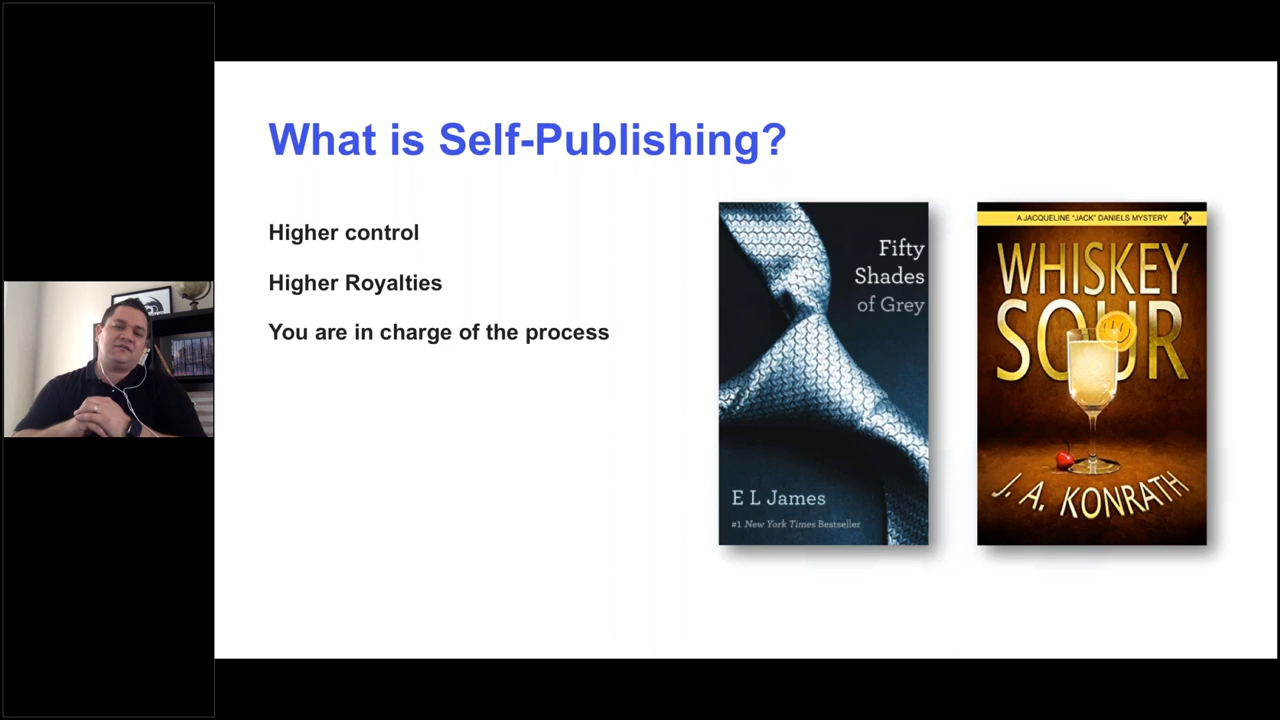 What is Self-Publishing?
Higher control
Higher Royalties
You are in charge of the process
Fifty
Shades
of Grey
E L James
#1 New York Times Bestseller
A JACQUELINE "JACK" DANIELS MYSTERY
JK
WHISKEY
SOUR
J. A. KONRATH